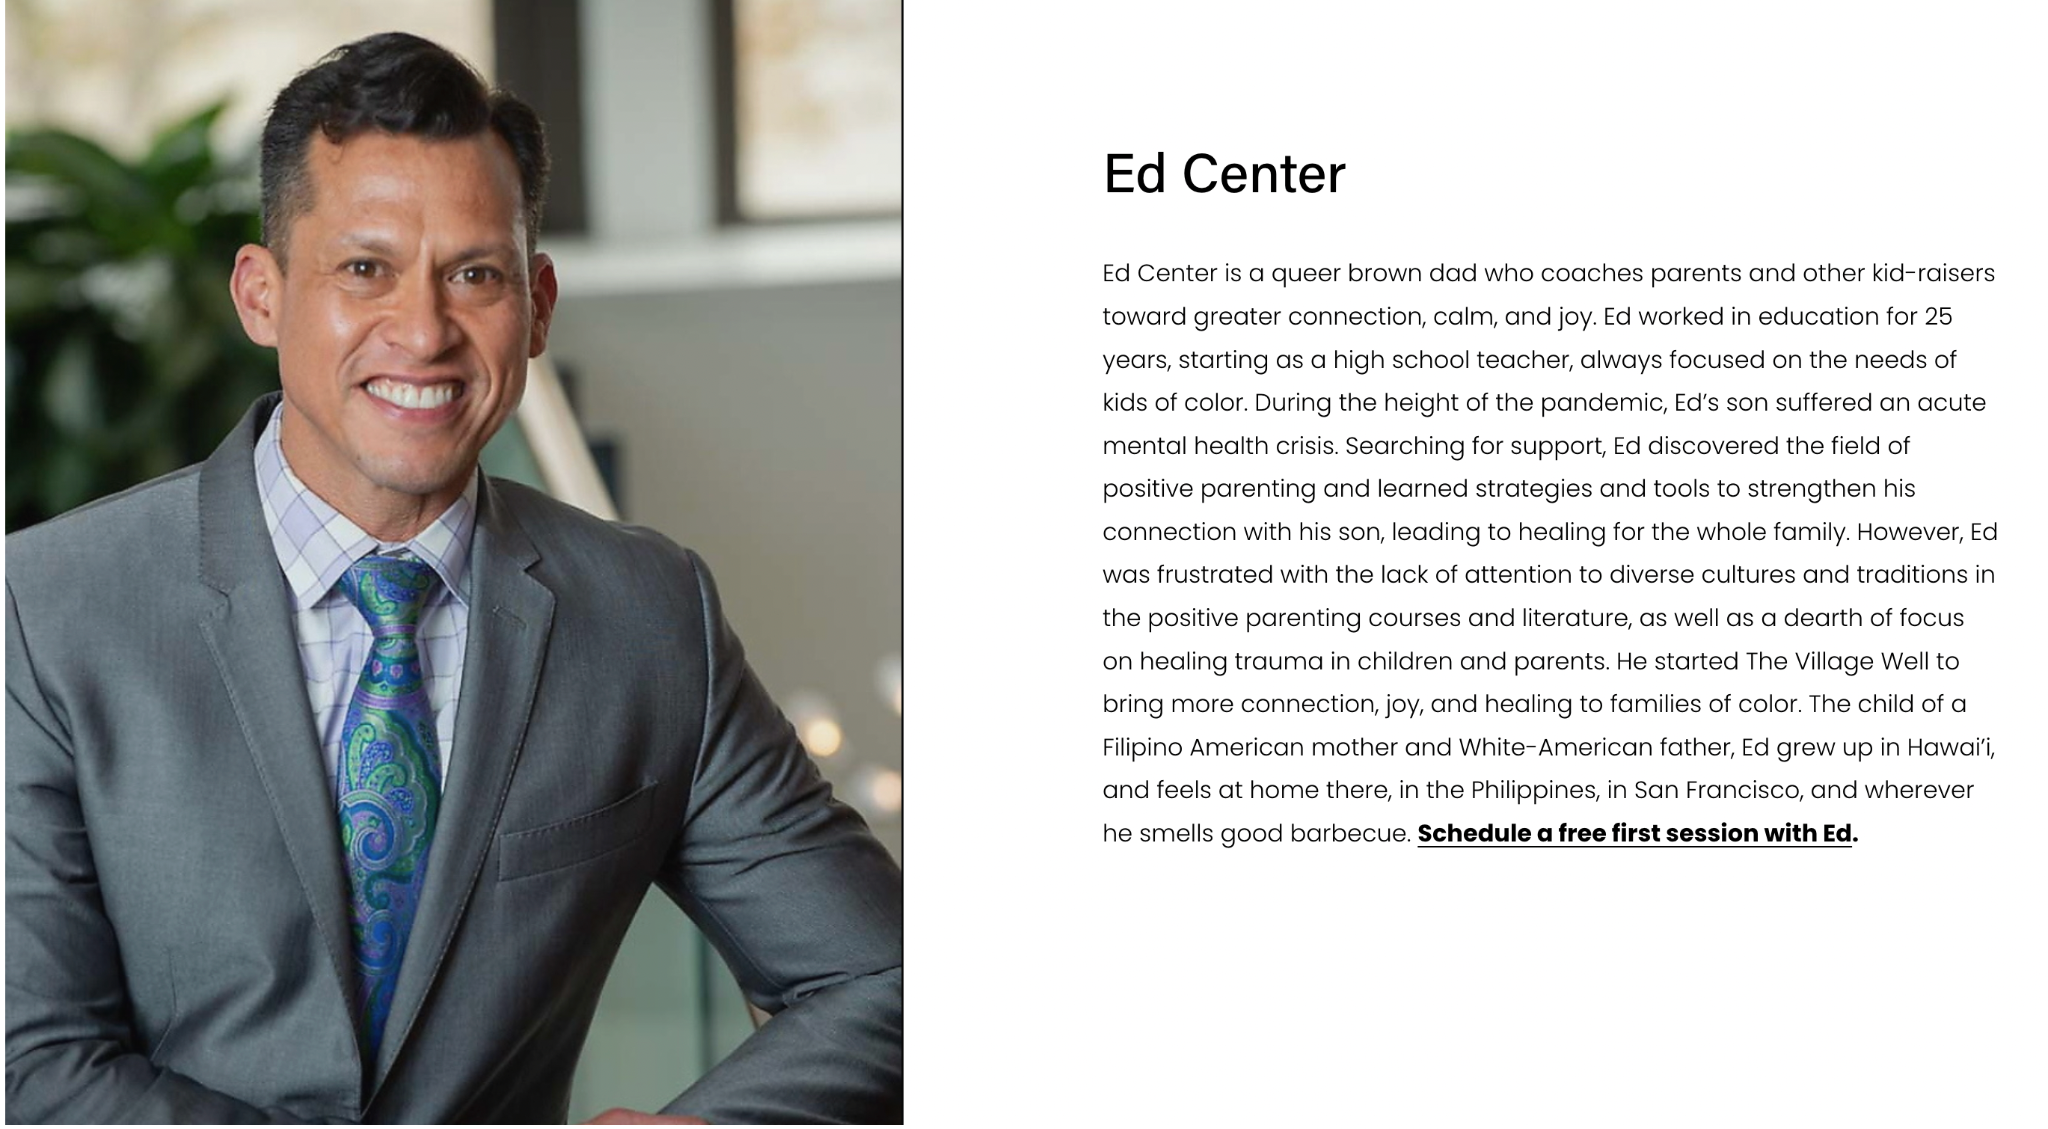 Ed Center
Ed Center is a queer brown dad who coaches parents and other kid-raisers
toward greater connection, calm, and joy. Ed worked in education for 25
years, starting as a high school teacher, always focused on the needs of
kids of color. During the height of the pandemic, Ed’s son suffered an acute
mental health crisis. Searching for support, Ed discovered the field of
positive parenting and learned strategies and tools to strengthen his
connection with his son, leading to healing for the whole family. However, Ed
was frustrated with the lack of attention to diverse cultures and traditions in
the positive parenting courses and literature, as well as a dearth of focus
on healing trauma in children and parents. He started The Village Well to
bring more connection, joy, and healing to families of color. The child of a
Filipino American mother and White-American father, Ed grew up in Hawai’i,
and feels at home there, in the Philippines, in San Francisco, and wherever
he smells good barbecue. Schedule a free first session with Ed.